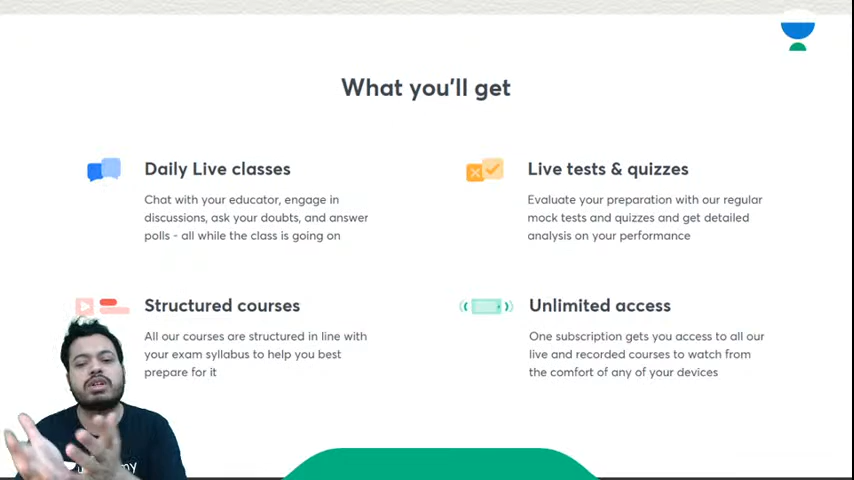 What you'll get
Daily Live classes
Chat with your educator, engage in
discussions, ask your doubts, and answer
polls - all while the class is going on
Live tests & quizzes
Evaluate your preparation with our regular
mock tests and quizzes and get detailed
analysis on your performance
Structured courses
All our courses are structured in line with
your exam syllabus to help you best
prepare for it
Unlimited access
One subscription gets you access to all our
live and recorded courses to watch from
the comfort of any of your devices